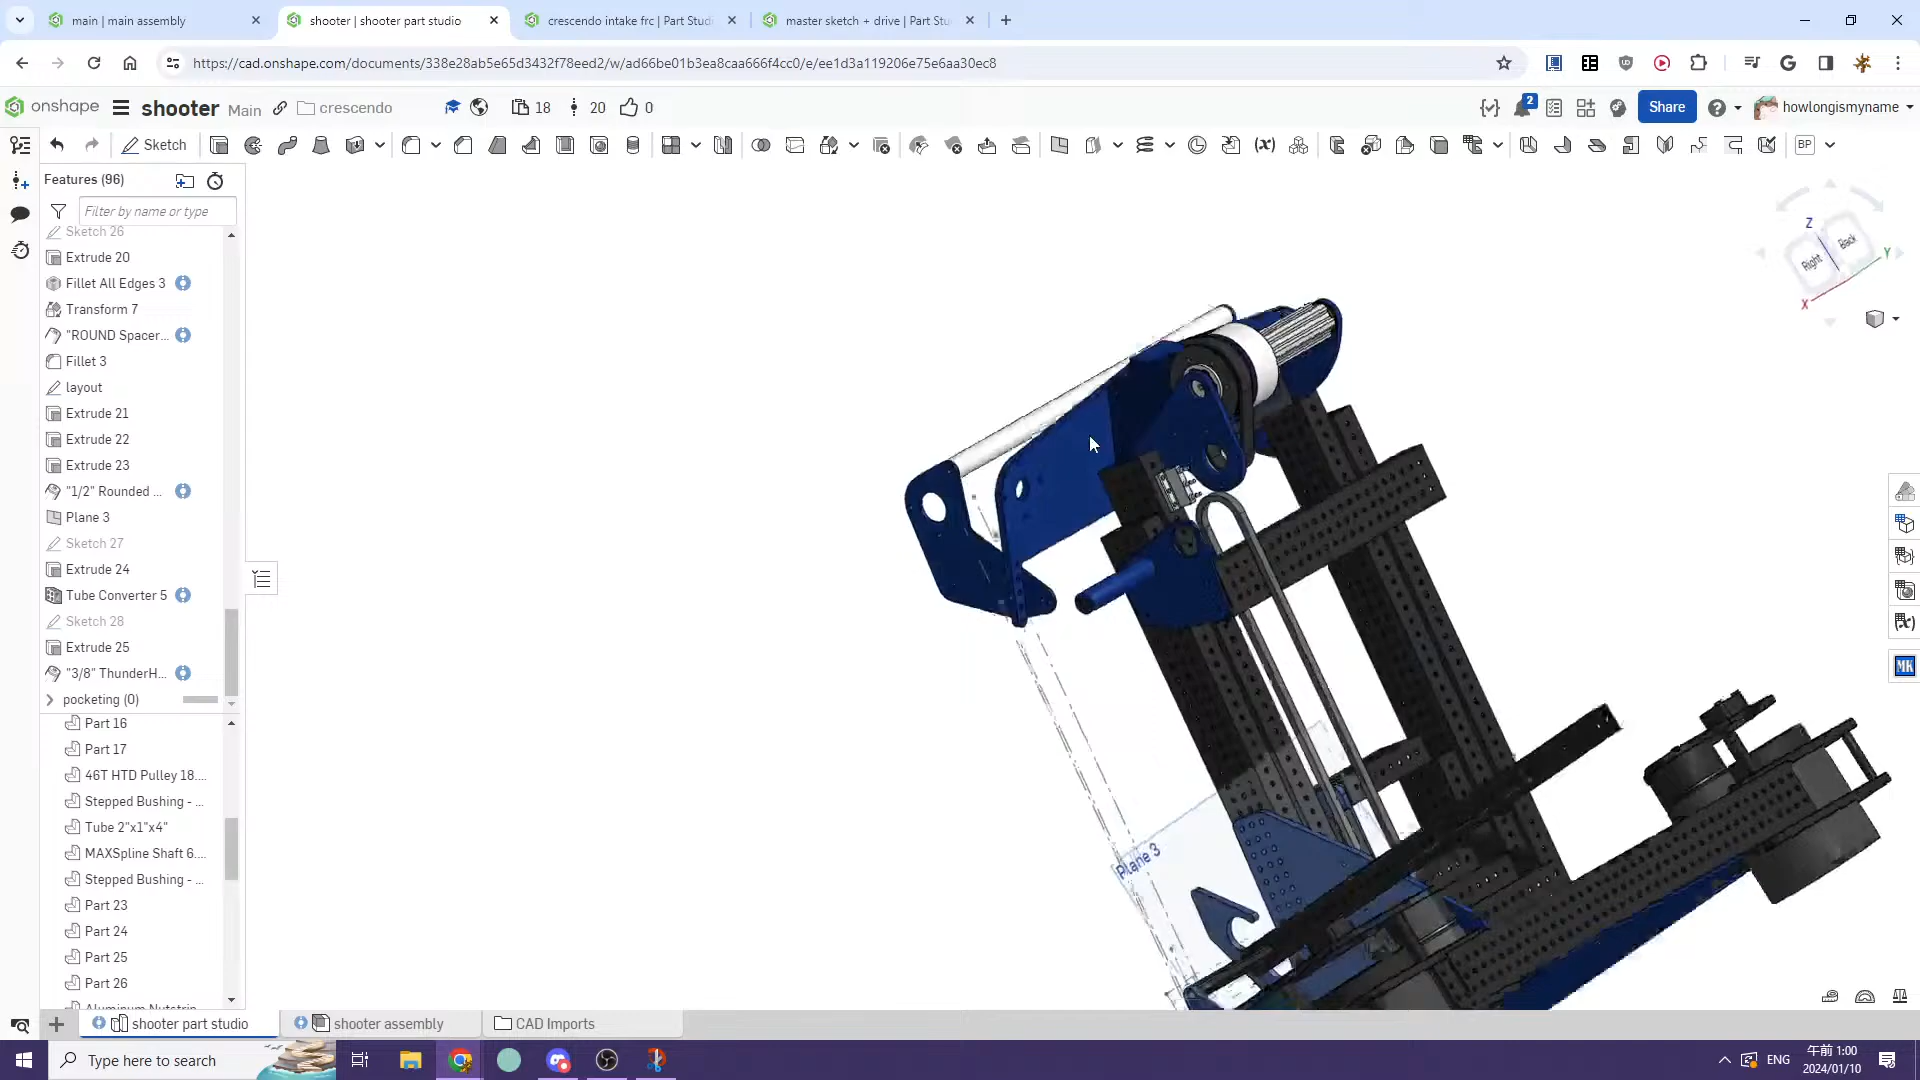 main | main assembly
shooter | shooter part studio
crescendo intake frc | Part Studi
master sketch + drive | Part Stu
https://cad.onshape.com/documents/338e28ab5e65d3432f78eed2/w/ad66be01b3ea8caa666f4cc0/e/ee1d3a119206e75e6aa30ec8
onshape
shooter Main
crescendo
18
20
0
2
Share
howlongismyname
Sketch
(x)
BP
Features (96)
Filter by name or type
Sketch 26
Extrude 20
Fillet All Edges 3
Transform 7
"ROUND Spacer...
Fillet 3
layout
Extrude 21
Extrude 22
Extrude 23
"1/2" Rounded ...
Plane 3
Sketch 27
Extrude 24
Tube Converter 5
Sketch 28
Extrude 25
"3/8" ThunderH...
pocketing (0)
Part 16
Part 17
46T HTD Pulley 18....
Stepped Bushing - ...
Tube 2"x1"x4"
MAXSpline Shaft 6....
Stepped Bushing - ...
Part 23
Part 24
Part 25
Part 26
Aluminum Nutstrip
Z
Back
Right
Y
X
Plane 3
(x)
MK
shooter part studio
shooter assembly
CAD Imports
Type here to search
ENG
午前 1:00
2024/01/10